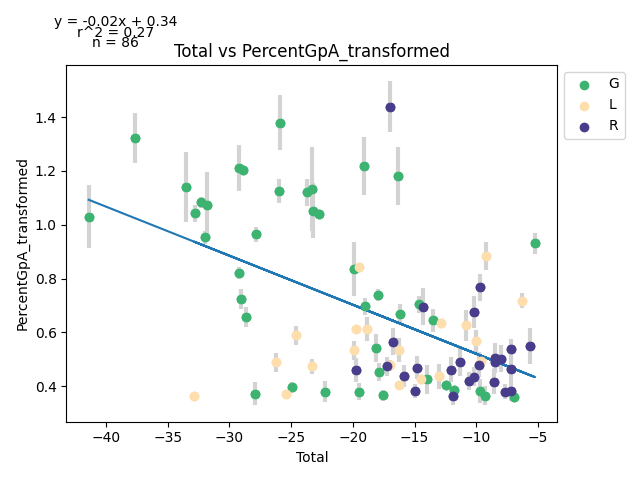 y = -0.02x + 0.34
r^2 = 0.27
n = 86
Total vs PercentGpA_transformed
G
L
R
PercentGpA_transformed
1.4
1.2
1.0
0.8
0.6
0.4
−40 −35 −30 −25 −20 −15 −10 −5
Total